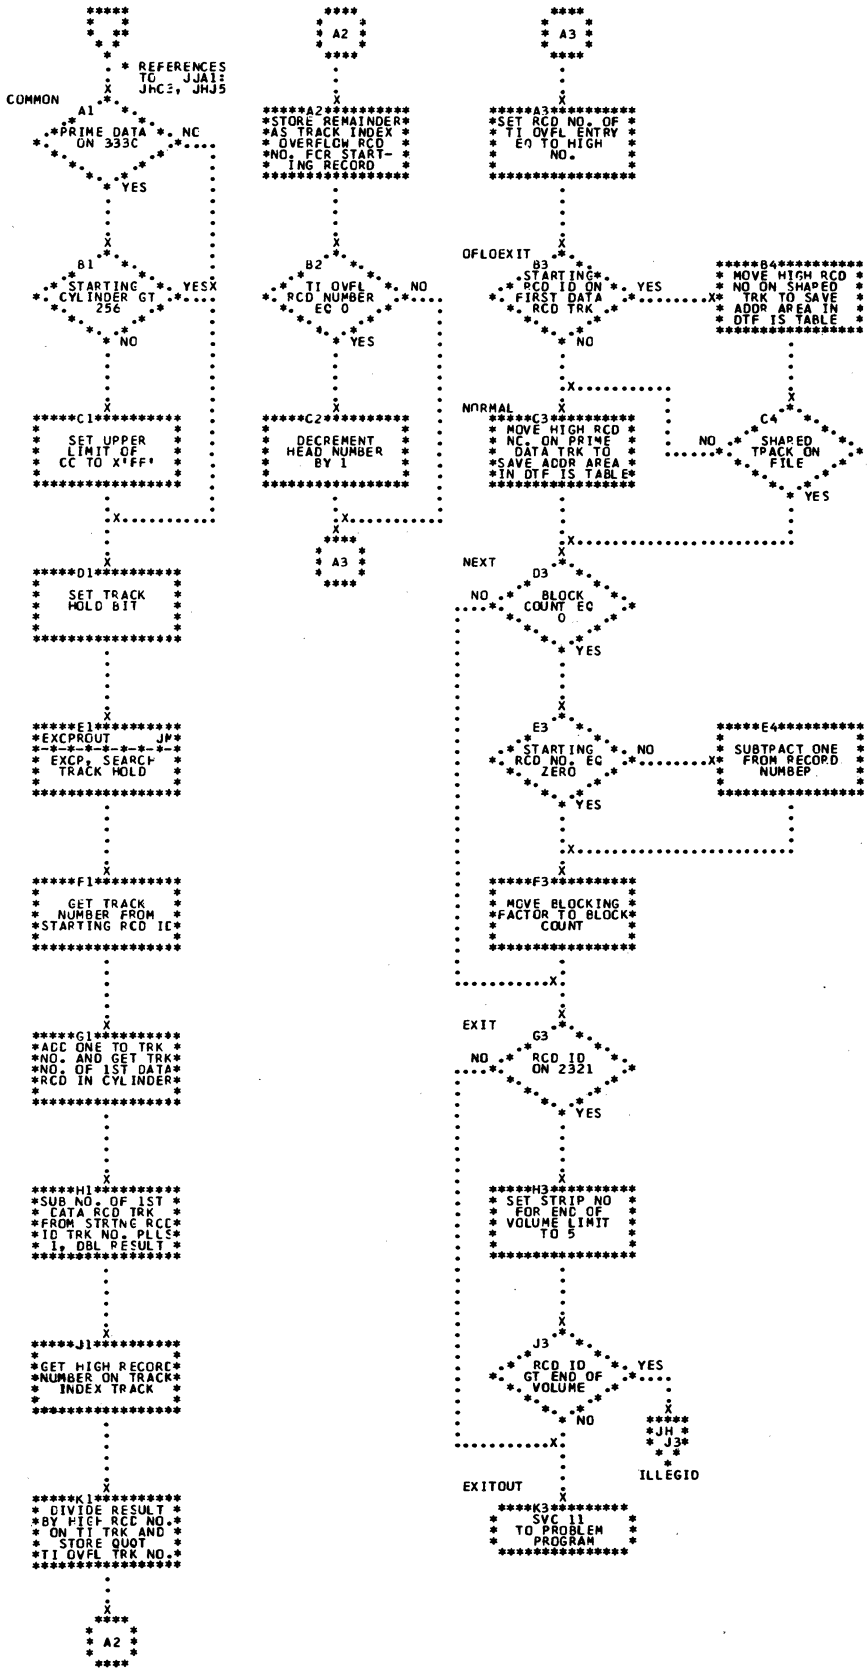 * REFERENCES
TO JJA1:
JHC3, JHJ5
COMMON
A1
PRIME DATA
ON 333C
NC
YES
B1
STARTING
CYLINDER GT
256
YES
NO
C1
SET UPPER
LIMIT OF
CC TO X'FF'
D1
SET TRACK
HOLD BIT
E1
EXCPROUT
EXCP, SEARCH
TRACK HOLD
F1
GET TRACK
NUMBER FROM
STARTING RCD ID
G1
ADD ONE TO TRK
NO. AND GET TRK
NO. OF 1ST DATA
RCD IN CYLINDER
H1
SUB NO. OF 1ST
DATA RCD TRK
FROM STRTNG RCD
ID TRK NO. PLLS
1, DBL RESULT
J1
GET HIGH RECORD
NUMBER ON TRACK
INDEX TRACK
K1
DIVIDE RESULT
BY HIGH RCD NO.
ON TI TRK AND
STORE QUOT
TI OVFL TRK NO.
A2
A2
A2
STORE REMAINDER
AS TRACK INDEX
OVERFLOW RCD
NO. FCR START-
ING RECORD
B2
TI OVFL
RCD NUMBER
EQ 0
NO
YES
C2
DECREMENT
HEAD NUMBER
BY 1
A3
A3
A3
SET RCD NO. OF
TI OVFL ENTRY
EQ TO HIGH
NO.
OFLOEXIT
B3
STARTING
RCD ID ON
FIRST DATA
RCD TRK
YES
NO
B4
MOVE HIGH RCD
NO ON SHARED
TRK TO SAVE
ADDR AREA IN
DTF IS TABLE
NORMAL
C3
MOVE HIGH RCD
NC. ON PRIME
DATA TRK TO
SAVE ADDR AREA
IN DTF IS TABLE
C4
SHARED
TRACK ON
FILE
NO
YES
NEXT
D3
BLOCK
COUNT EQ
0
NO
YES
E3
STARTING
RCD NO. EQ
ZERO
NO
YES
E4
SUBTRACT ONE
FROM RECORD
NUMBER
F3
MOVE BLOCKING
FACTOR TO BLOCK
COUNT
EXIT
G3
RCD ID
ON 2321
NO
YES
H3
SET STRIP NO
FOR END OF
VOLUME LIMIT
TO 5
J3
RCD ID
GT END OF
VOLUME
YES
NO
JH
J3
ILLEGID
EXITOUT
K3
SVC 11
TO PROBLEM
PROGRAM